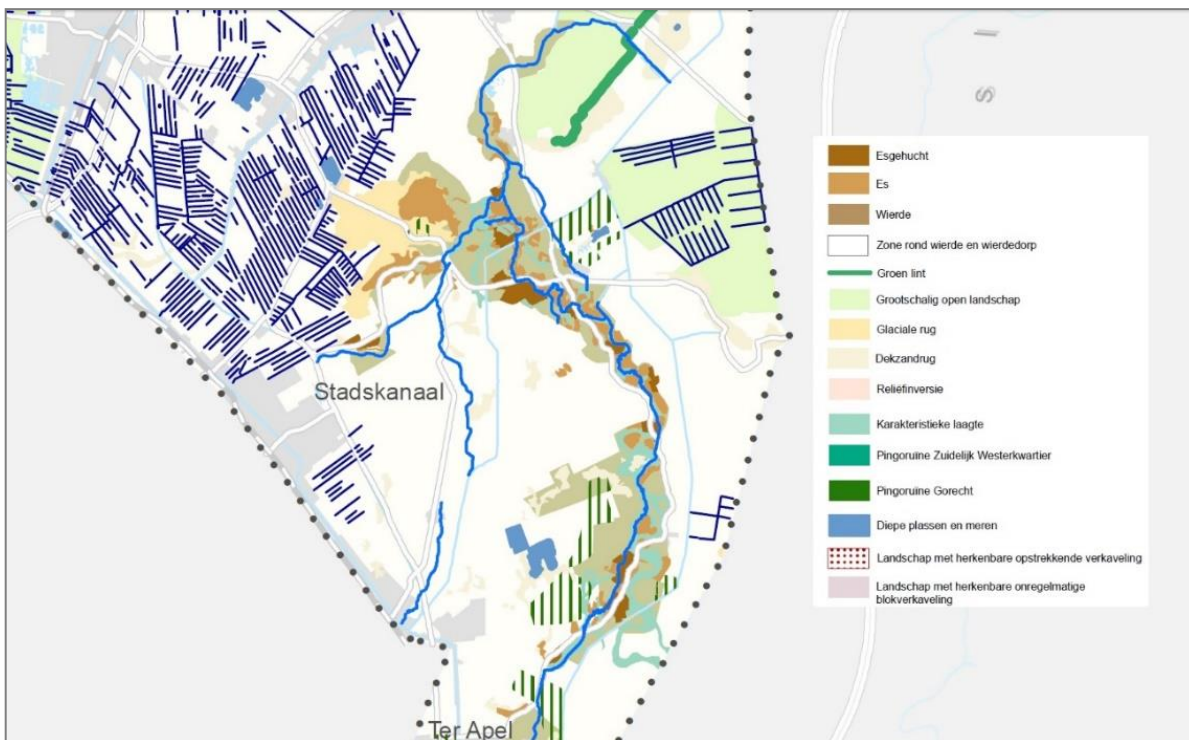 S
I
Esgehucht
Es
Wierde
Zone rond wierde en wierdedorp
Groen lint
Grootschalig open landschap
Glaciale rug
Dekzandrug
Reliëfinversie
Karakteristieke laagte
Pingoruïne Zuidelijk Westerkwartier
Pingoruïne Gorecht
Diepe plassen en meren
Landschap met herkenbare opstrekkende verkaveling
Landschap met herkenbare onregelmatige
blokverkaveling
Stadskanaal
Ter Apel